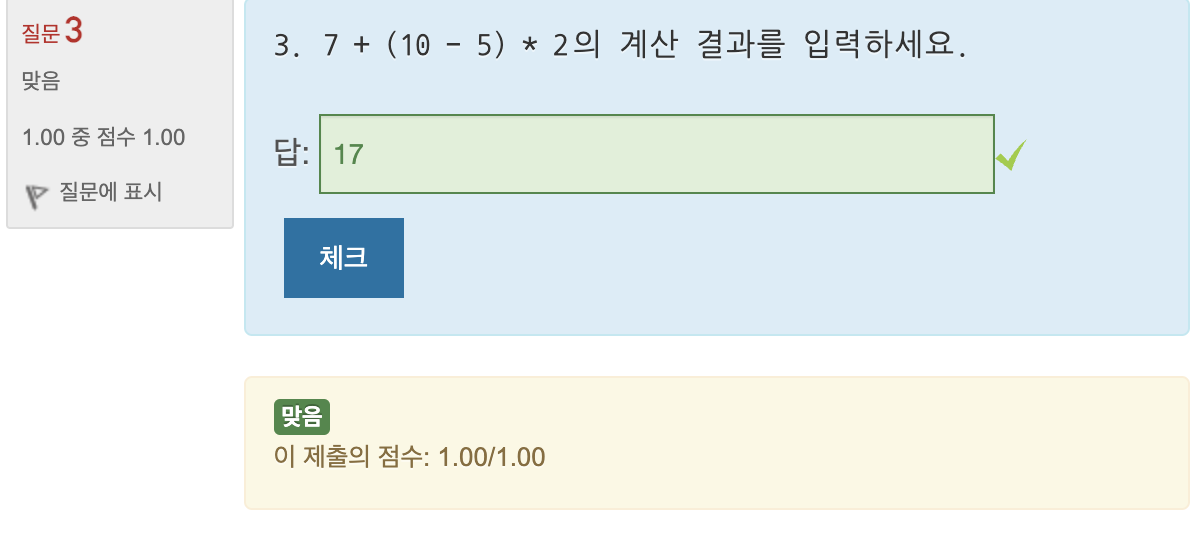 질문 3
맞음
1.00 중 점수 1.00
질문에 표시
3. 7 + (10 - 5) * 2의 계산 결과를 입력하세요.
답: 17
체크
맞음
이 제출의 점수: 1.00/1.00